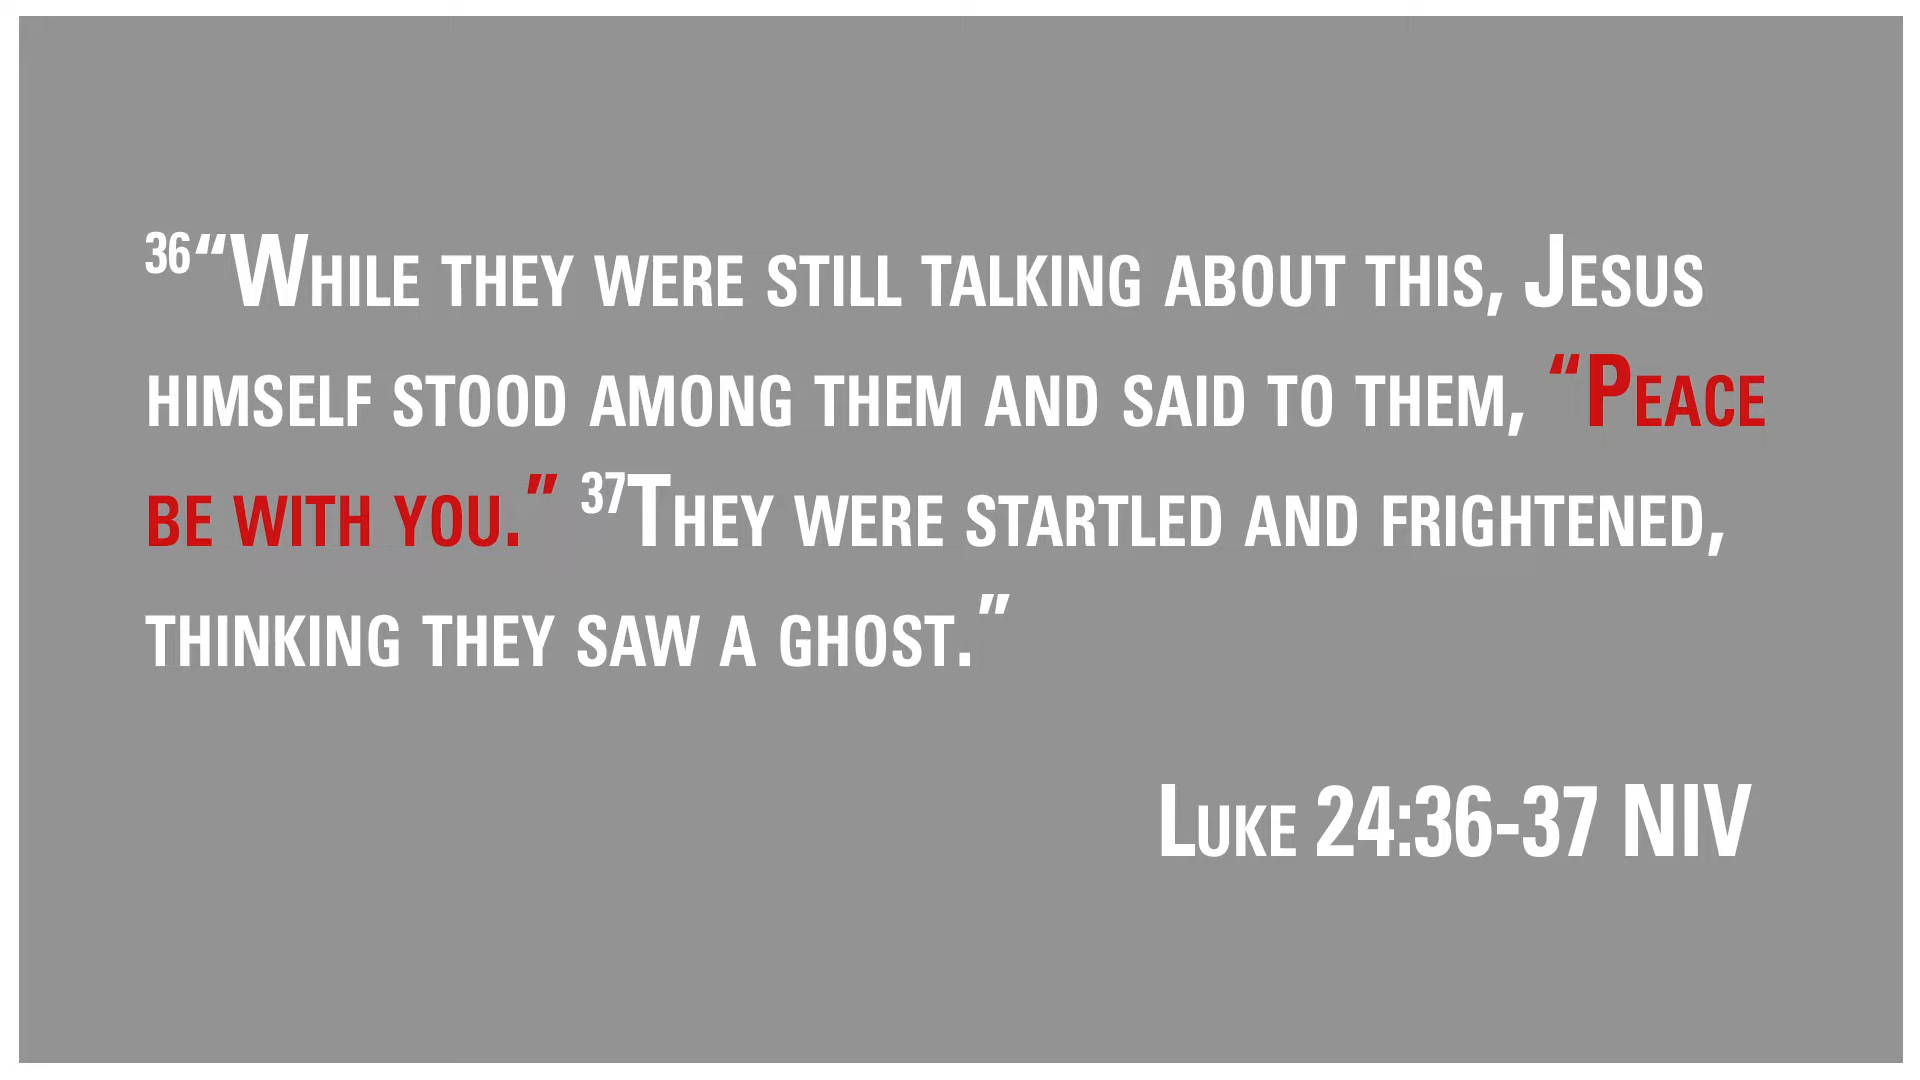 36“While they were still talking about this, Jesus
himself stood among them and said to them, “Peace
be with you.” 37They were startled and frightened,
thinking they saw a ghost.”
Luke 24:36-37 NIV